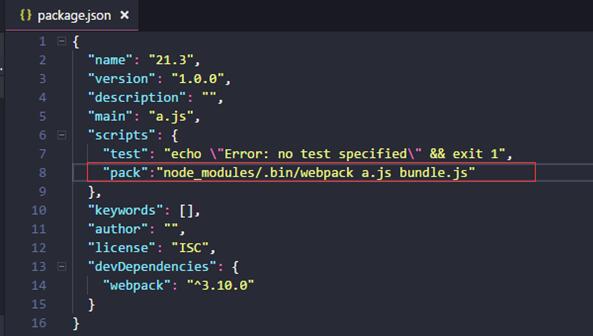 {} package.json ×
1 {
2 "name": "21.3",
3 "version": "1.0.0",
4 "description": "",
5 "main": "a.js",
6 "scripts": {
7 "test": "echo \"Error: no test specified\" && exit 1",
8 "pack":"node_modules/.bin/webpack a.js bundle.js"
9 },
10 "keywords": [],
11 "author": "",
12 "license": "ISC",
13 "devDependencies": {
14 "webpack": "^3.10.0"
15 }
16 }